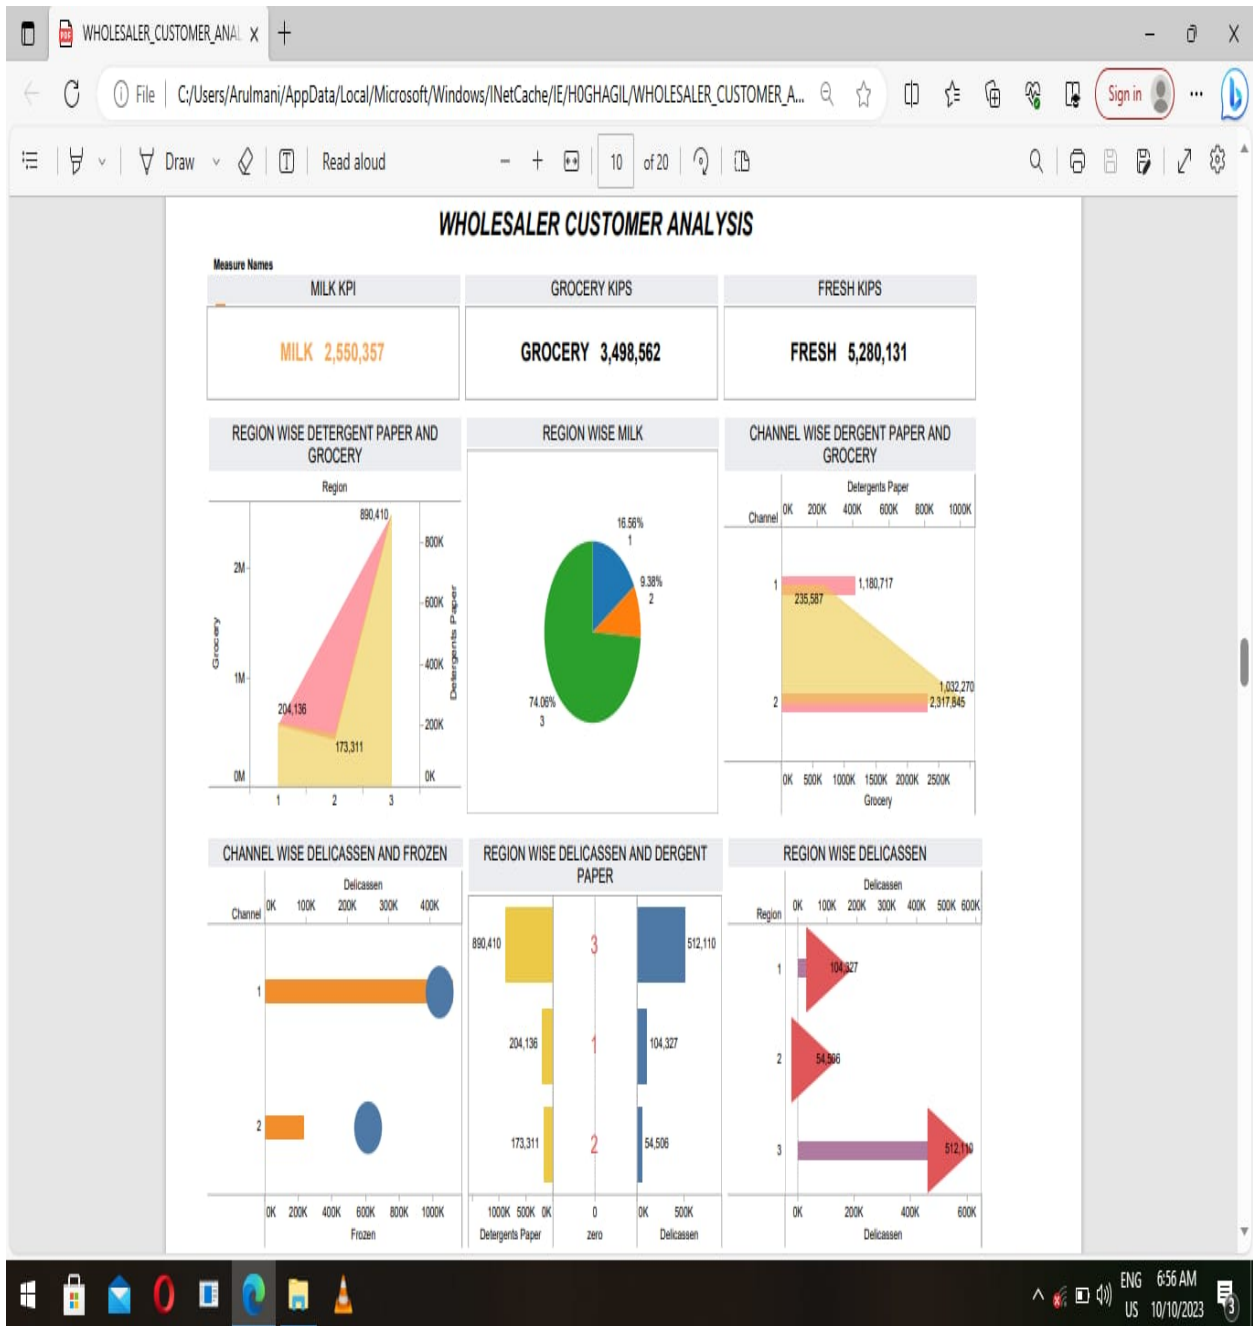 WHOLESALER_CUSTOMER_ANAL
File
C:/Users/Arulmani/AppData/Local/Microsoft/Windows/INetCache/IE/H0GHAGIL/WHOLESALER_CUSTOMER_A...
Sign in
Draw
Read aloud
10 of 20
WHOLESALER CUSTOMER ANALYSIS
Measure Names
MILK KPI
GROCERY KIPS
FRESH KIPS
MILK 2,550,357
GROCERY 3,498,562
FRESH 5,280,131
REGION WISE DETERGENT PAPER AND
GROCERY
Region
890,410
2M
1M
0M
Grocery
204,136
173,311
800K
600K
400K
200K
0K
Detergents Paper
1 2 3
REGION WISE MILK
16.56%
1
9.38%
2
74.06%
3
CHANNEL WISE DERGENT PAPER AND
GROCERY
Detergents Paper
Channel 0K 200K 400K 600K 800K 1000K
1 1,180,717
235,587
1,032,270
2 2,317,845
0K 500K 1000K 1500K 2000K 2500K
Grocery
CHANNEL WISE DELICASSEN AND FROZEN
Delicassen
Channel 0K 100K 200K 300K 400K
1
2
0K 200K 400K 600K 800K 1000K
Frozen
REGION WISE DELICASSEN AND DERGENT
PAPER
890,410 3 512,110
204,136 1 104,327
173,311 2 54,506
1000K 500K 0K 0 0K 500K
Detergents Paper zero Delicassen
REGION WISE DELICASSEN
Delicassen
Region 0K 100K 200K 300K 400K 500K 600K
1 104,327
2 54,506
3 512,110
0K 200K 400K 600K
Delicassen
ENG 6:56 AM
US 10/10/2023
3